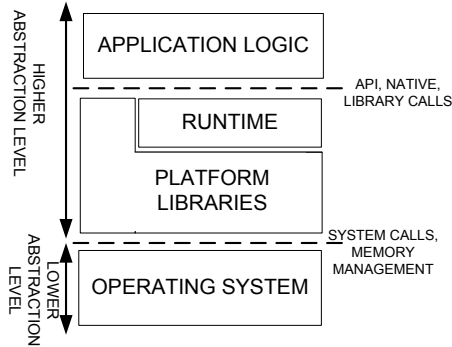 HIGHER
ABSTRACTION LEVEL
APPLICATION LOGIC
API, NATIVE,
LIBRARY CALLS
RUNTIME
PLATFORM
LIBRARIES
SYSTEM CALLS,
MEMORY
MANAGEMENT
LOWER
ABSTRACTION
LEVEL
OPERATING SYSTEM